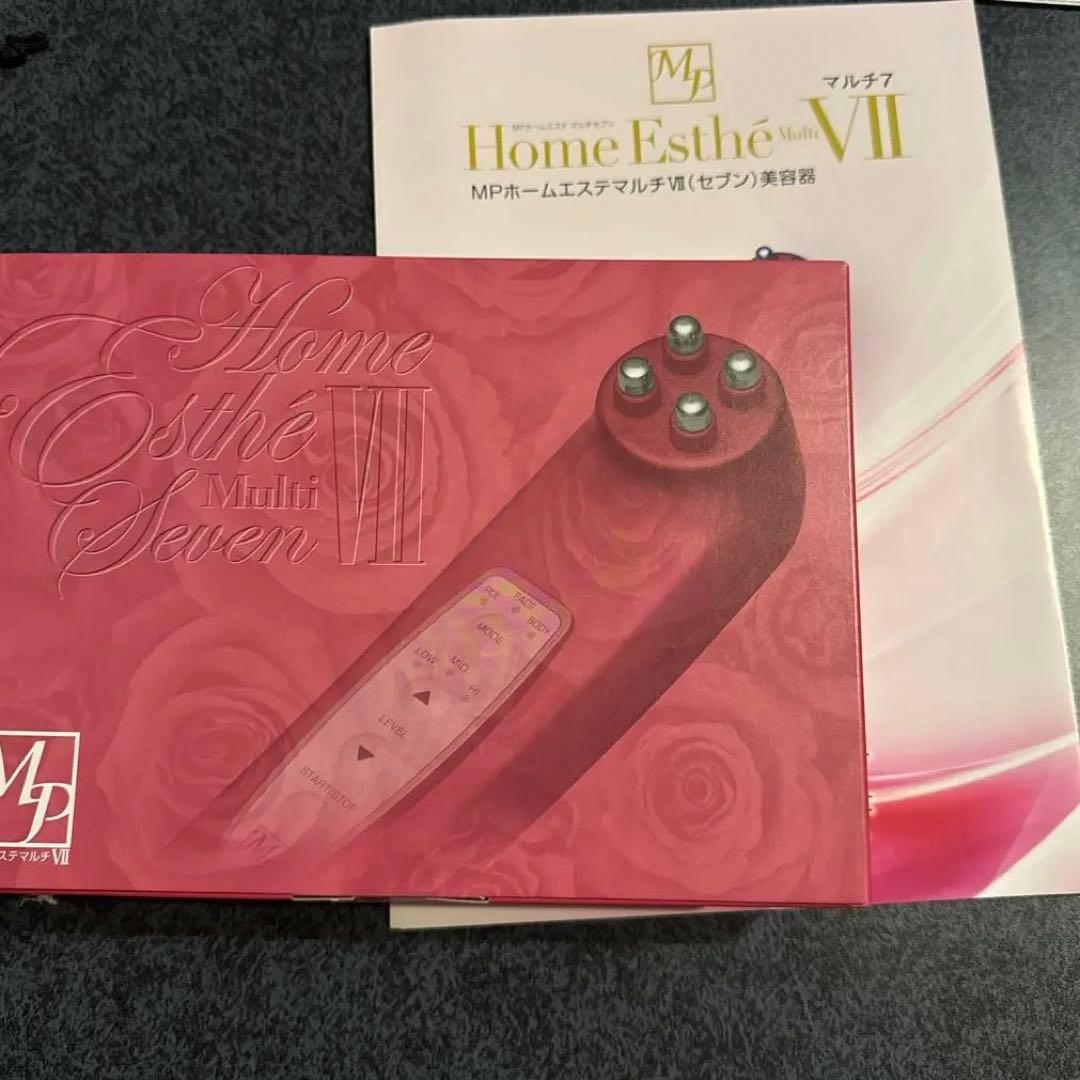 MP
マルチ7
MPホームエステ マルチセブン
Home Esthé Multi VII
MPホームエステマルチⅦ(セブン)美容器
Home
Esthé
Multi
Seven
VII
POL FACE BODY
MODE
LOW MID HI
LEVEL
START/STOP
MP
MP
ステマルチⅦ